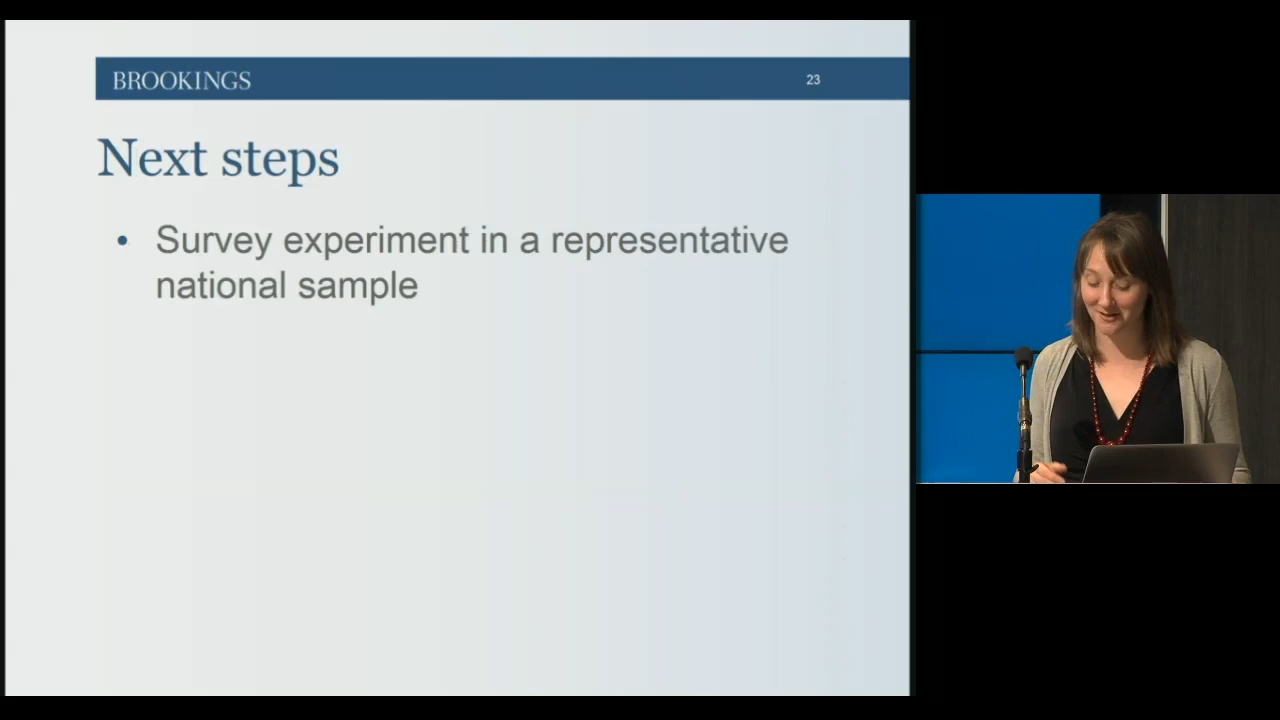 BROOKINGS
23
Next steps
• Survey experiment in a representative
national sample